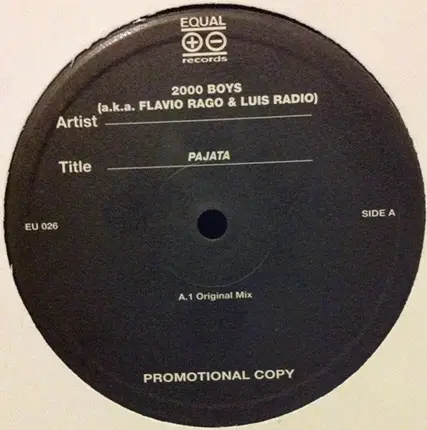 EQUAL
records
2000 BOYS
(a.k.a. FLAVIO RAGO & LUIS RADIO)
Artist
PAJATA
Title
EU 026
SIDE A
A.1 Original Mix
PROMOTIONAL COPY